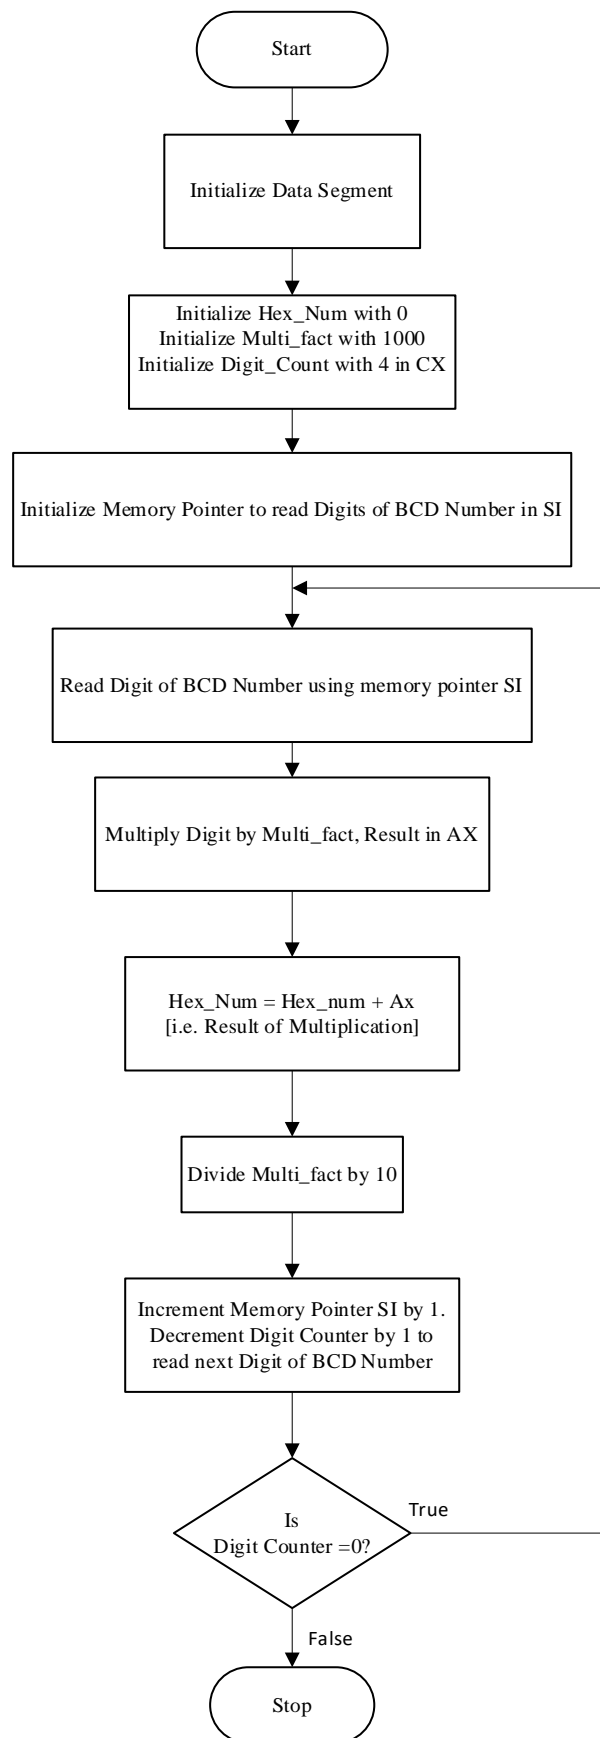 Start
Initialize Data Segment
Initialize Hex_Num with 0
Initialize Multi_fact with 1000
Initialize Digit_Count with 4 in CX
Initialize Memory Pointer to read Digits of BCD Number in SI
Read Digit of BCD Number using memory pointer SI
Multiply Digit by Multi_fact, Result in AX
Hex_Num = Hex_num + Ax
[i.e. Result of Multiplication]
Divide Multi_fact by 10
Increment Memory Pointer SI by 1.
Decrement Digit Counter by 1 to
read next Digit of BCD Number
Is
Digit Counter =0?
True
False
Stop